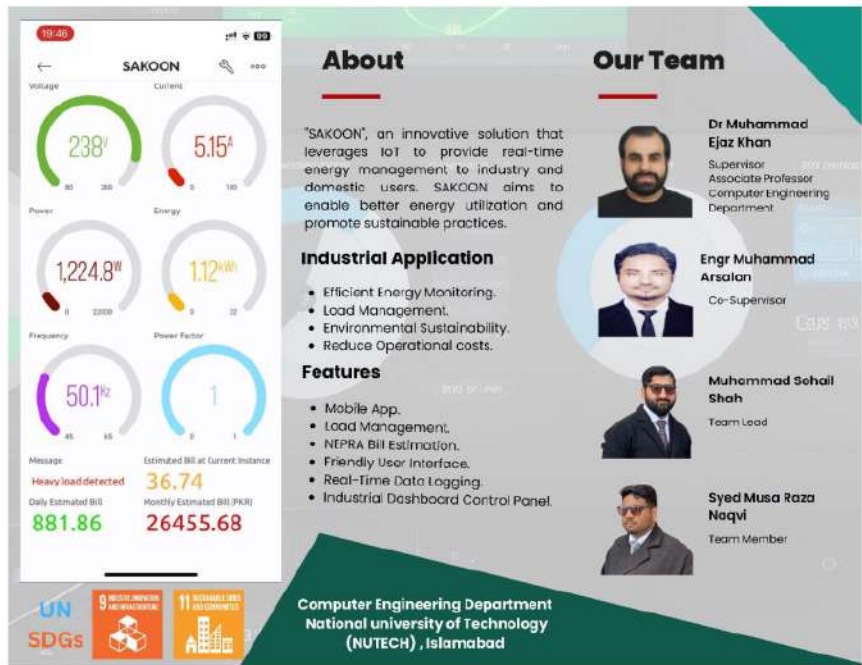 19:46
SAKOON
Voltage
Current
238V
5.15A
80
300
0
100
Power
Energy
1,224.8W
1.12kWh
0
22000
0
22
Frequency
Power Factor
50.1Hz
1
45
65
0
1
Message
Estimated Bill at Current Instance
Heavy load detected
36.74
Daily Estimated Bill
Monthly Estimated Bill (PKR)
881.86
26455.68
UN
SDGs
9 INDUSTRY, INNOVATION
AND INFRASTRUCTURE
11 SUSTAINABLE CITIES
AND COMMUNITIES
About
"SAKOON", an innovative solution that
leverages IoT to provide real-time
energy management to industry and
domestic users. SAKOON aims to
enable better energy utilization and
promote sustainable practices.
Industrial Application
• Efficient Energy Monitoring.
• Load Management.
• Environmental Sustainability.
• Reduce Operational costs.
Features
• Mobile App.
• Load Management.
• NEPRA Bill Estimation.
• Friendly User Interface.
• Real-Time Data Logging.
• Industrial Dashboard Control Panel.
Our Team
Dr Muhammad
Ejaz Khan
Supervisor
Associate Professor
Computer Engineering
Department
Engr Muhammad
Arsalan
Co-Supervisor
Muhammad Sohail
Shah
Team Lead
Syed Musa Raza
Naqvi
Team Member
Computer Engineering Department
National university of Technology
(NUTECH) , Islamabad